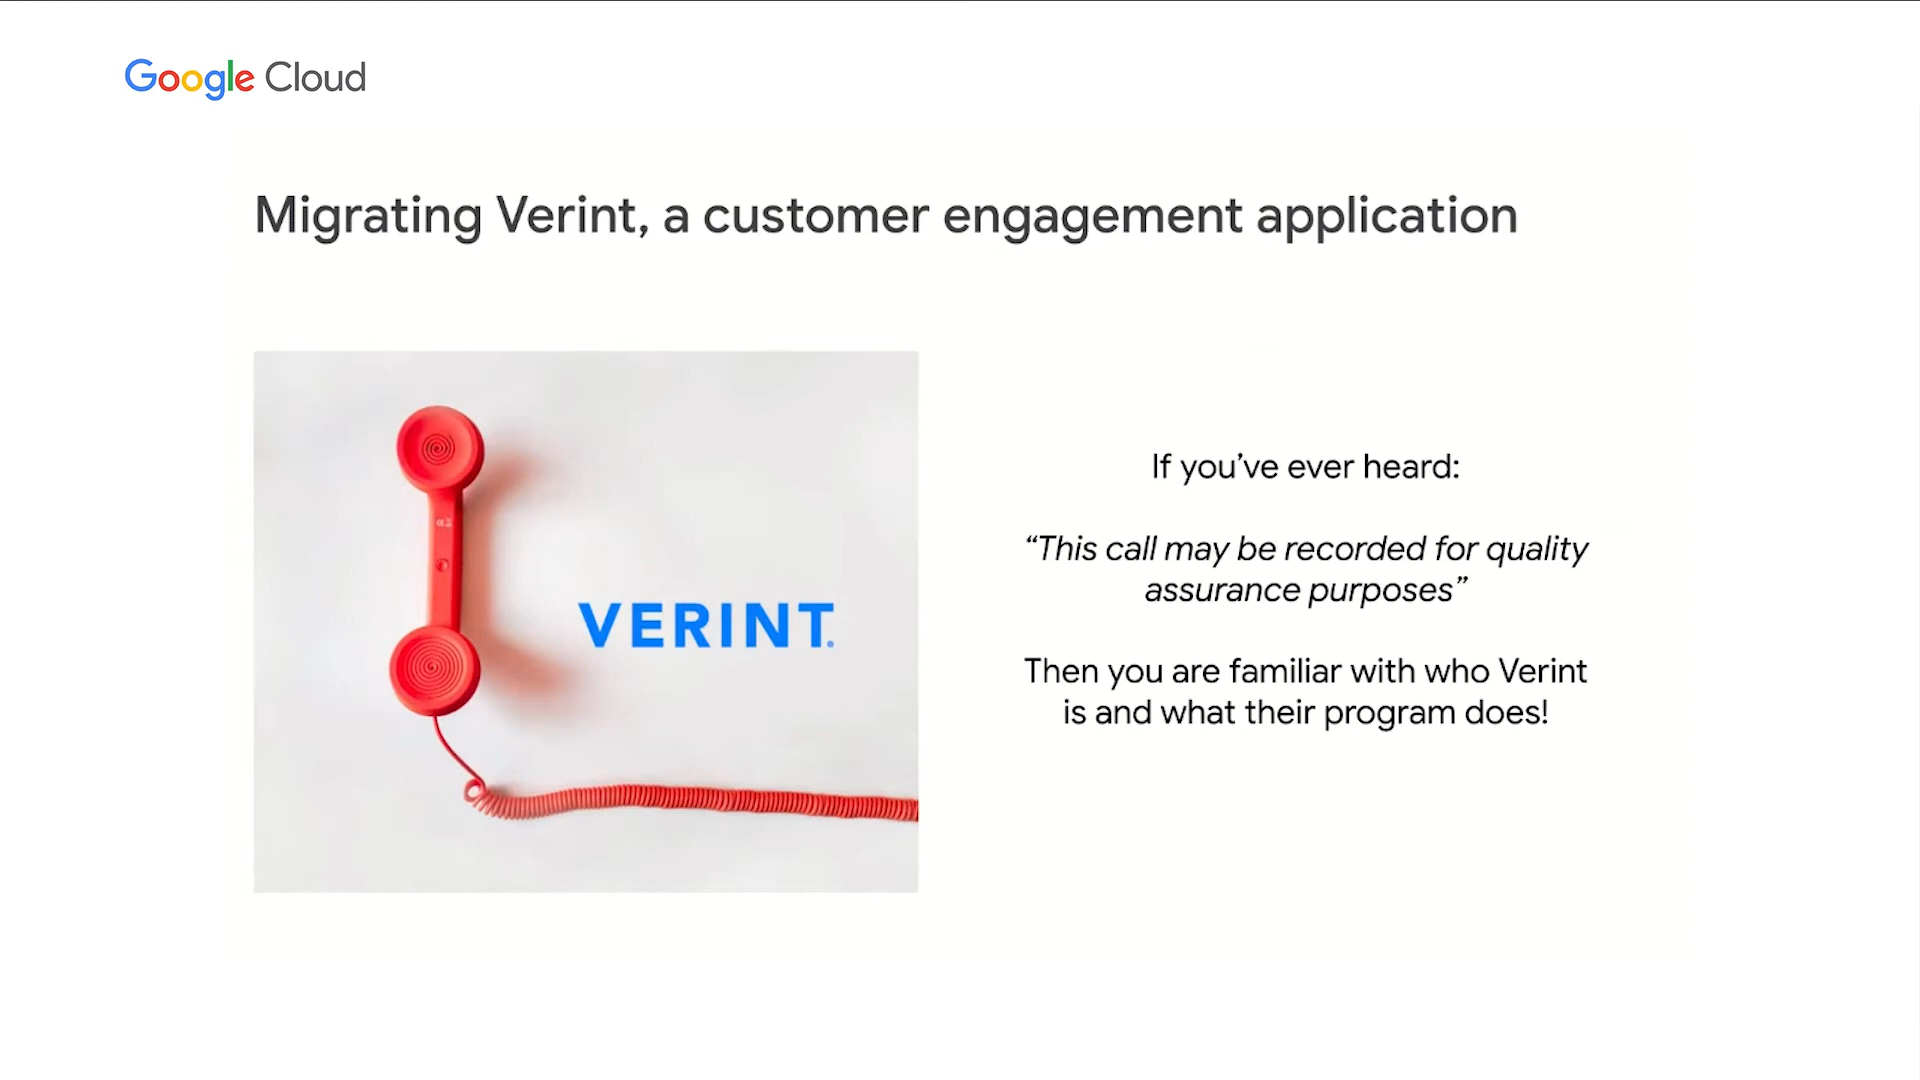 Google Cloud
Migrating Verint, a customer engagement application
VERINT.
If you’ve ever heard:
“This call may be recorded for quality
assurance purposes”
Then you are familiar with who Verint
is and what their program does!